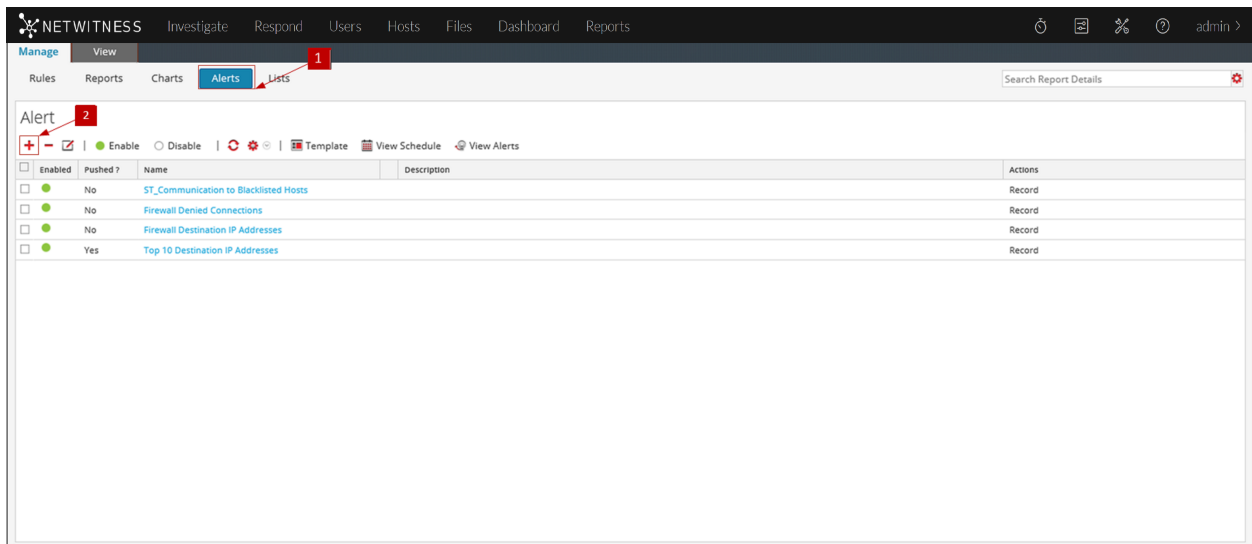 NETWITNESS Investigate Respond Users Hosts Files Dashboard Reports admin >
Manage View
1
Rules Reports Charts Alerts Lists Search Report Details
Alert 2
Enable Disable Template View Schedule View Alerts
Enabled Pushed ? Name Description Actions
No ST_Communication to Blacklisted Hosts Record
No Firewall Denied Connections Record
No Firewall Destination IP Addresses Record
Yes Top 10 Destination IP Addresses Record